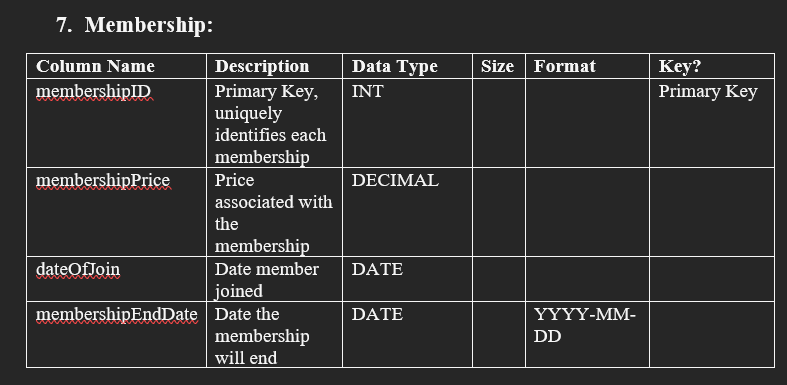 7. Membership:
Column Name Description Data Type Size Format Key?
membershipID Primary Key, INT Primary Key
uniquely
identifies each
membership
membershipPrice Price DECIMAL
associated with
the
membership
dateOfJoin Date member DATE
joined
membershipEndDate Date the DATE YYYY-MM-
membership DD
will end